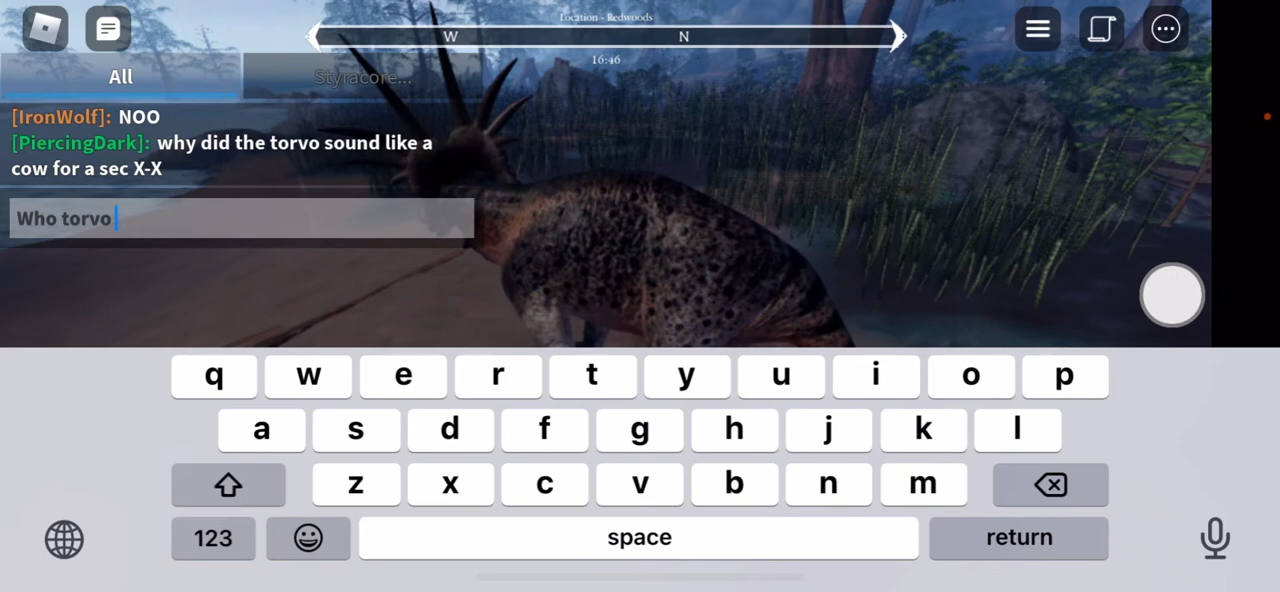 Location - Redwoods
W N
16:46
All Styracore...
[IronWolf]: NOO
[PiercingDark]: why did the torvo sound like a
cow for a sec X-X
Who torvo
q w e r t y u i o p
a s d f g h j k l
z x c v b n m
123 space return